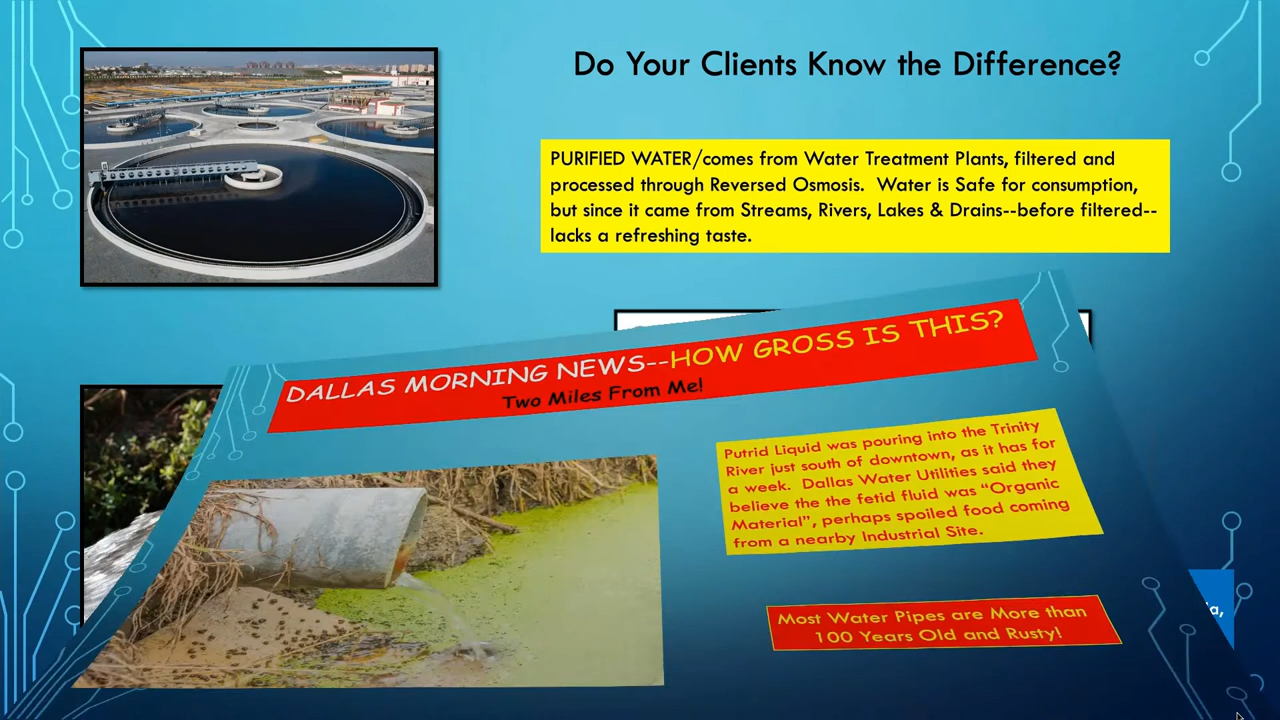 Do Your Clients Know the Difference?
PURIFIED WATER/comes from Water Treatment Plants, filtered and
processed through Reversed Osmosis.  Water is Safe for consumption,
but since it came from Streams, Rivers, Lakes & Drains--before filtered--
lacks a refreshing taste.
DALLAS MORNING NEWS--HOW GROSS IS THIS?
Two Miles From Me!
Putrid Liquid was pouring into the Trinity
River just south of downtown, as it has for
a week.  Dallas Water Utilities said they
believe the the fetid fluid was “Organic
Material”, perhaps spoiled food coming
from a nearby Industrial Site.
Most Water Pipes are More than
100 Years Old and Rusty!